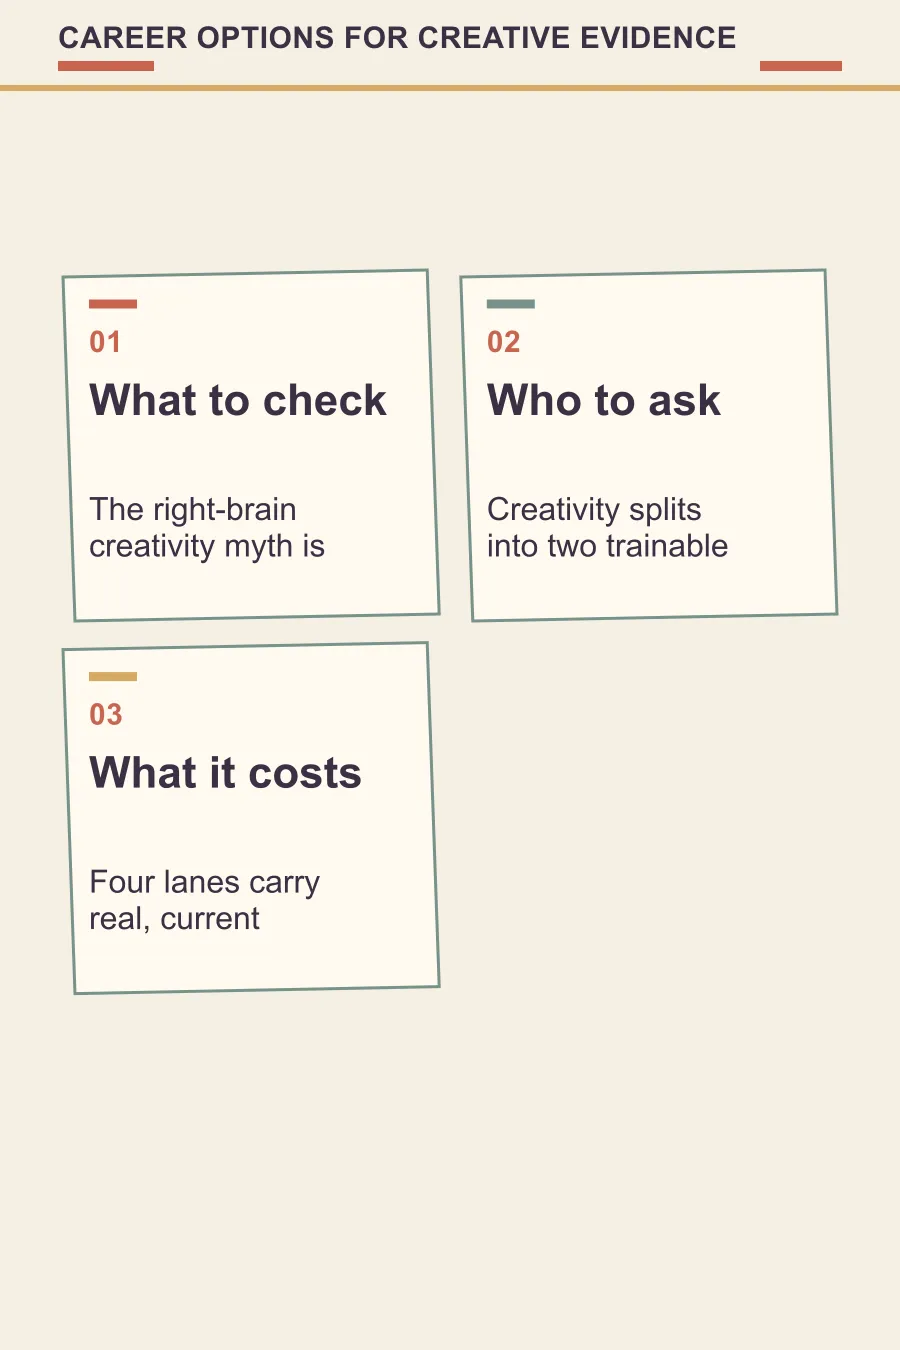 CAREER OPTIONS FOR CREATIVE EVIDENCE
01
What to check
The right-brain
creativity myth is
02
Who to ask
Creativity splits
into two trainable
03
What it costs
Four lanes carry
real, current